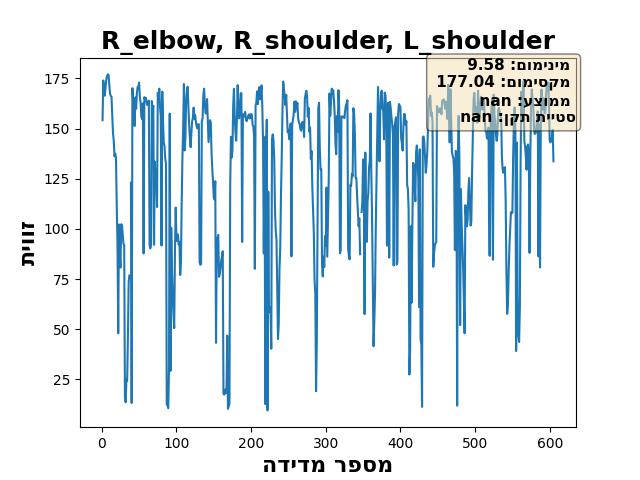 R_elbow, R_shoulder, L_shoulder
מינימום: 9.58
מקסימום: 177.04
ממוצע: nan
סטיית תקן: nan
175
150
125
100
75
50
25
זווית
0 100 200 300 400 500 600
מספר מדידה